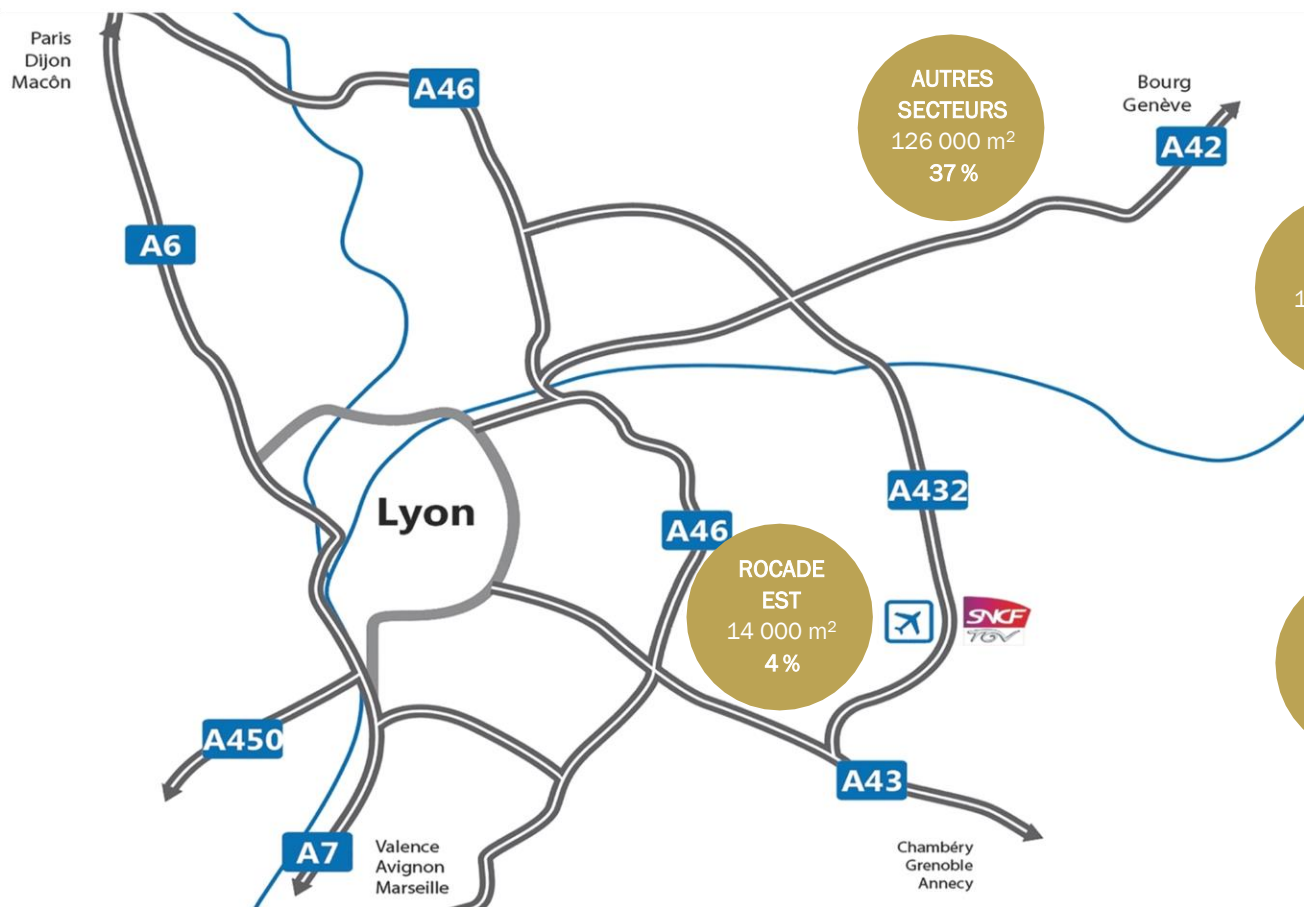 Paris
Dijon
Macôn
A46
AUTRES
SECTEURS
126 000 m²
37 %
Bourg
Genève
A42
A6
1
Lyon
A432
A46
ROCADE
EST
14 000 m²
4 %
SNCF
TGV
A450
A43
A7
Valence
Avignon
Marseille
Chambéry
Grenoble
Annecy